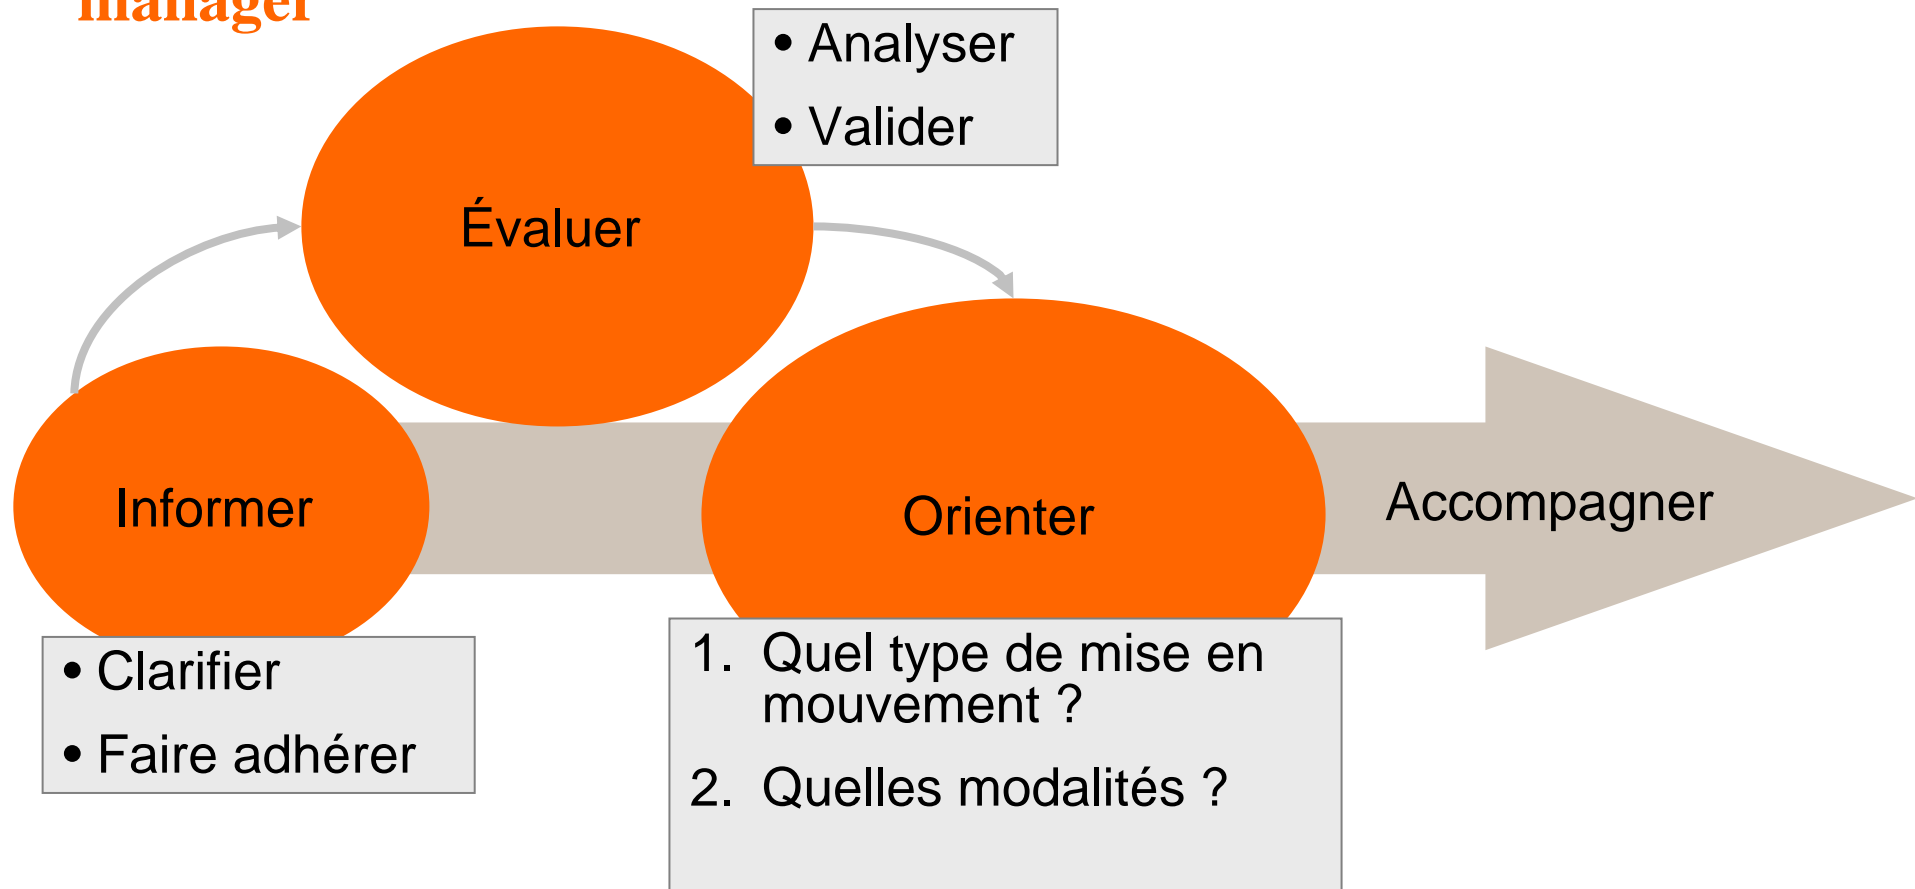 manager
• Analyser
• Valider
Évaluer
Informer
Orienter
Accompagner
• Clarifier
• Faire adhérer
1. Quel type de mise en
mouvement ?
2. Quelles modalités ?